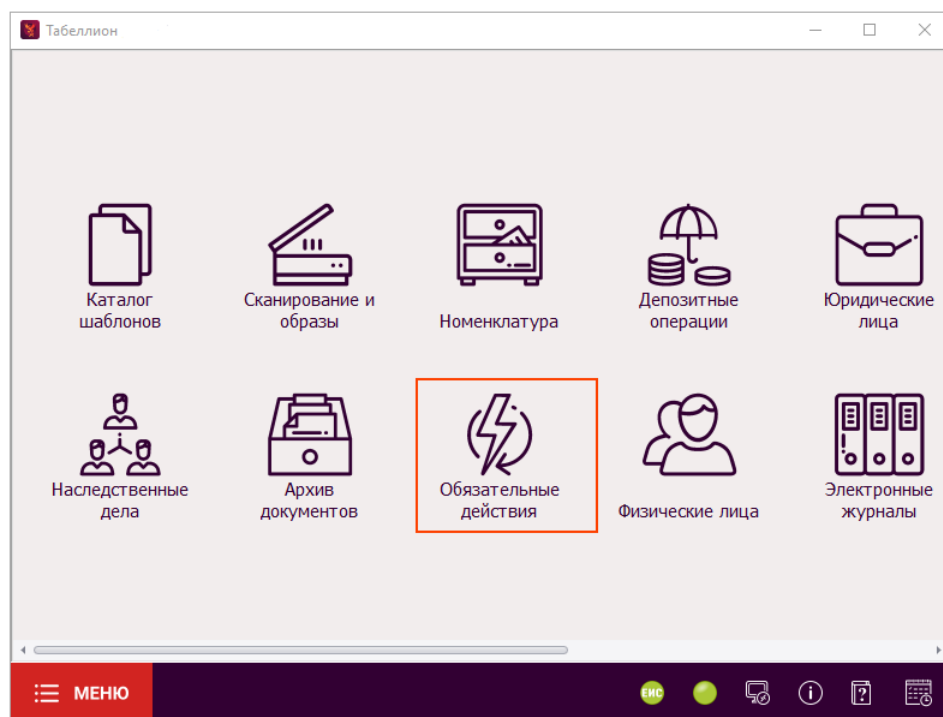 Табеллион
Каталог
шаблонов
Сканирование и
образы
Номенклатура
Депозитные
операции
Юридические
лица
Наследственные
дела
Архив
документов
Обязательные
действия
Физические лица
Электронные
журналы
МЕНЮ
ЕИС